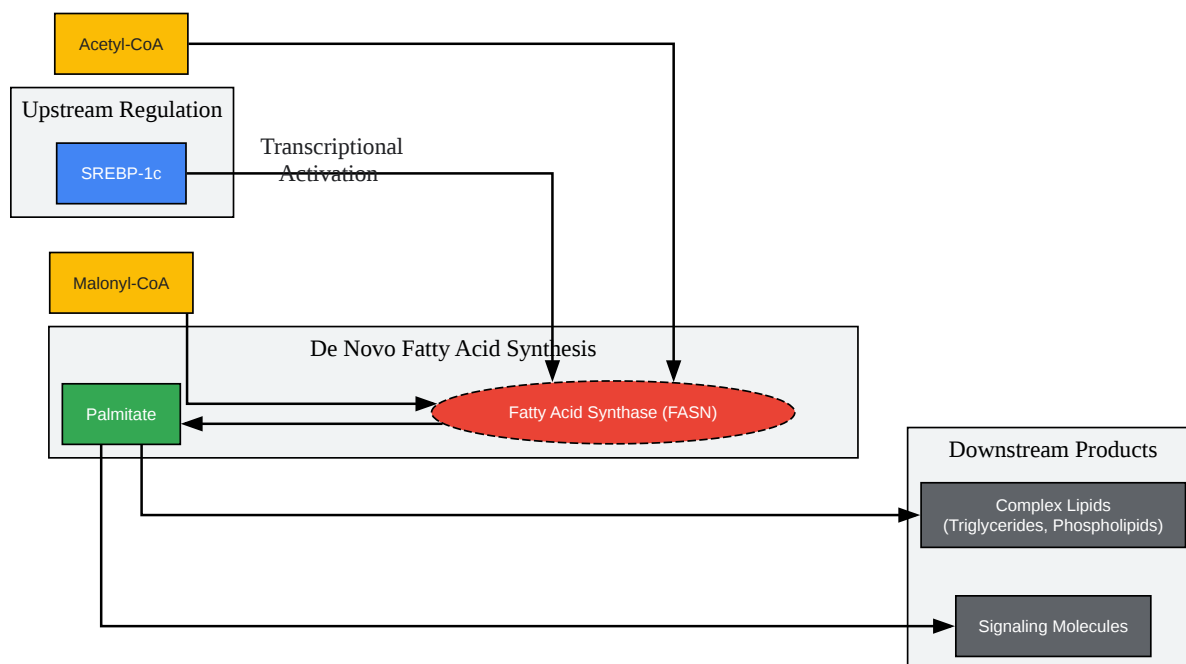 Acetyl-CoA
Upstream Regulation
SREBP-1c
Transcriptional
Activation
Malonyl-CoA
De Novo Fatty Acid Synthesis
Palmitate
Fatty Acid Synthase (FASN)
Downstream Products
Complex Lipids
(Triglycerides, Phospholipids)
Signaling Molecules